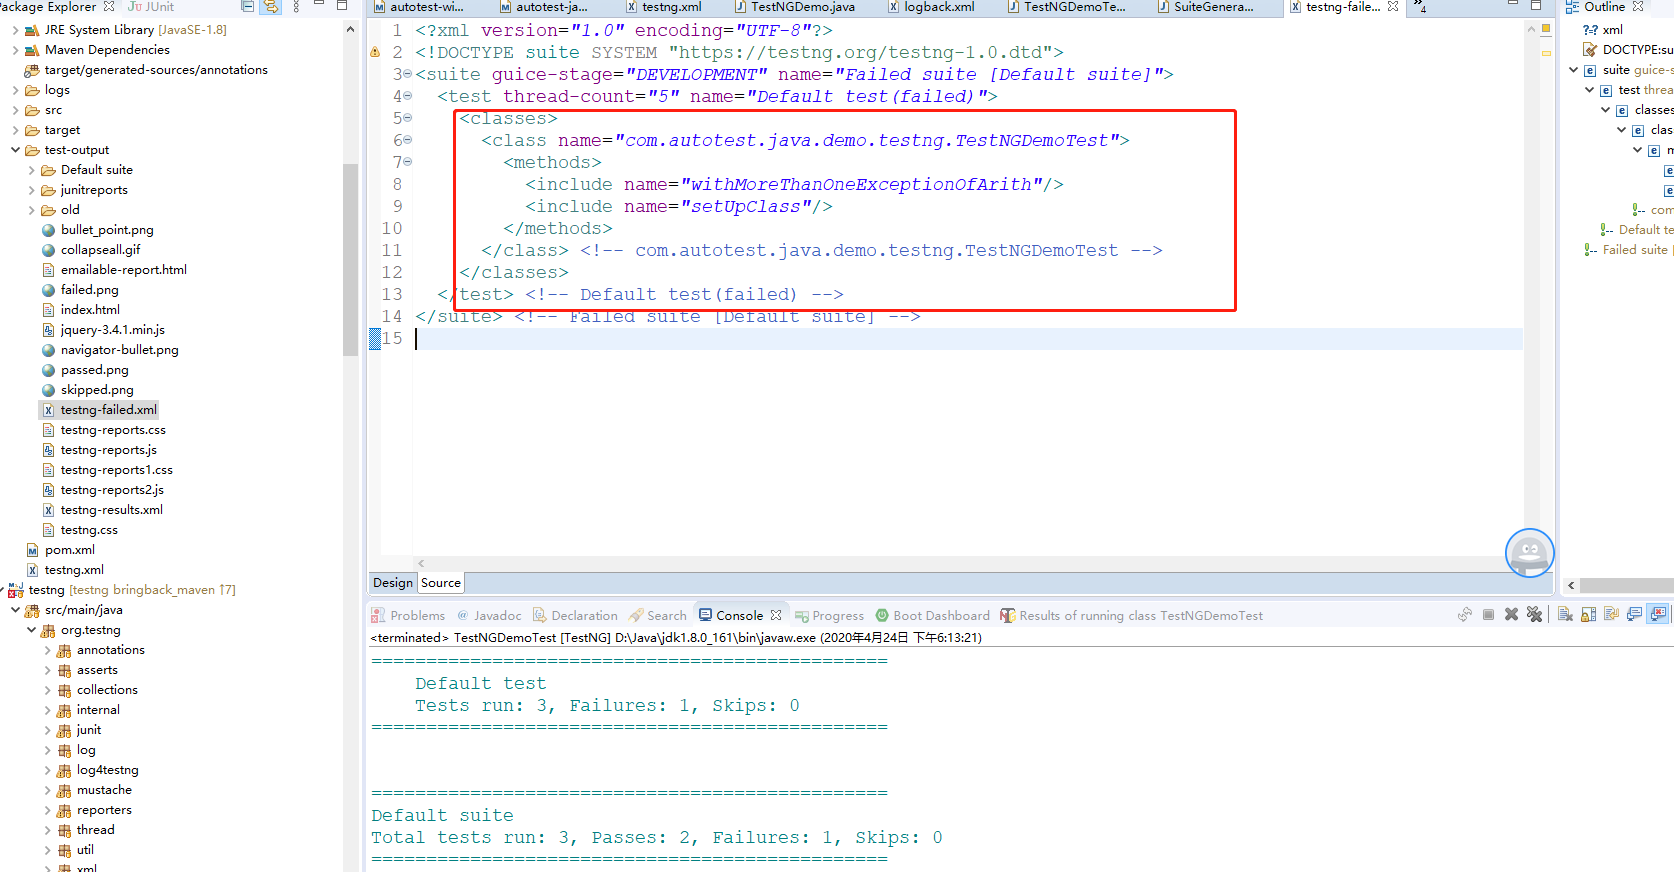 Package Explorer
JUnit
JRE System Library [JavaSE-1.8]
Maven Dependencies
target/generated-sources/annotations
logs
src
target
test-output
Default suite
junitreports
old
bullet_point.png
collapseall.gif
emailable-report.html
failed.png
index.html
jquery-3.4.1.min.js
navigator-bullet.png
passed.png
skipped.png
testng-failed.xml
testng-reports.css
testng-reports.js
testng-reports1.css
testng-reports2.js
testng-results.xml
testng.css
pom.xml
testng.xml
testng [testng bringback_maven ↑7]
src/main/java
org.testng
annotations
asserts
collections
internal
junit
log
log4testng
mustache
reporters
thread
util
xml
autotest-wi...
autotest-ja...
testng.xml
TestNGDemo.java
logback.xml
TestNGDemoTe...
SuiteGenera...
testng-faile...
4
1 <?xml version="1.0" encoding="UTF-8"?>
2 <!DOCTYPE suite SYSTEM "https://testng.org/testng-1.0.dtd">
3 <suite guice-stage="DEVELOPMENT" name="Failed suite [Default suite]">
4 <test thread-count="5" name="Default test(failed)">
5 <classes>
6 <class name="com.autotest.java.demo.testng.TestNGDemoTest">
7 <methods>
8 <include name="withMoreThanOneExceptionOfArith"/>
9 <include name="setUpClass"/>
10 </methods>
11 </class> <!-- com.autotest.java.demo.testng.TestNGDemoTest -->
12 </classes>
13 </test> <!-- Default test(failed) -->
14 </suite> <!-- Failed suite [Default suite] -->
15
Design
Source
Outline
xml
DOCTYPE:su
suite guice-s
test threa
classes
clas
m
com
Default te
Failed suite [
Problems
Javadoc
Declaration
Search
Console
Progress
Boot Dashboard
Results of running class TestNGDemoTest
<terminated> TestNGDemoTest [TestNG] D:\Java\jdk1.8.0_161\bin\javaw.exe (2020年4月24日 下午6:13:21)
===============================================
Default test
Tests run: 3, Failures: 1, Skips: 0
===============================================
===============================================
Default suite
Total tests run: 3, Passes: 2, Failures: 1, Skips: 0
===============================================